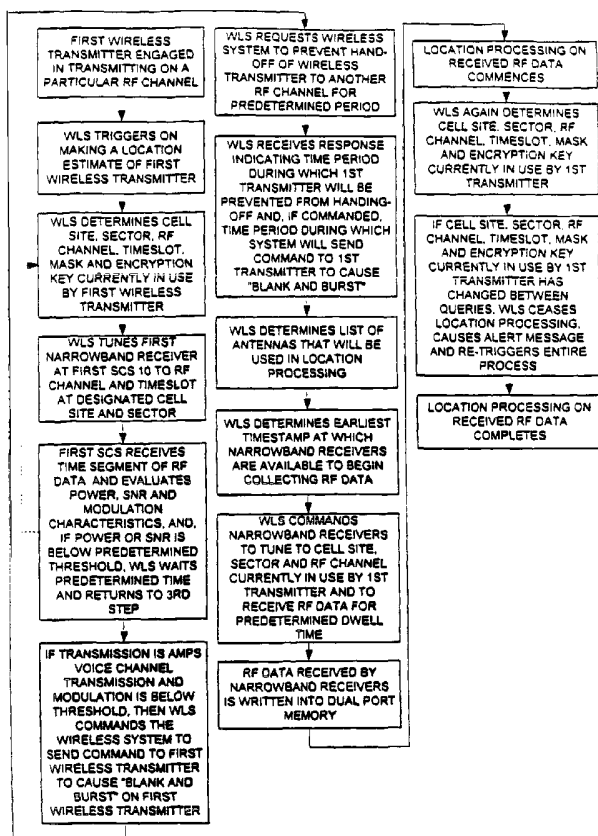 FIRST WIRELESS
TRANSMITTER ENGAGED
IN TRANSMITTING ON A
PARTICULAR RF CHANNEL
WLS TRIGGERS ON
MAKING A LOCATION
ESTIMATE OF FIRST
WIRELESS TRANSMITTER
WLS DETERMINES CELL
SITE, SECTOR, RF
CHANNEL, TIMESLOT,
MASK AND ENCRYPTION
KEY CURRENTLY IN USE
BY FIRST WIRELESS
TRANSMITTER
WLS TUNES FIRST
NARROWBAND RECEIVER
AT FIRST SCS 10 TO RF
CHANNEL AND TIMESLOT
AT DESIGNATED CELL
SITE AND SECTOR
FIRST SCS RECEIVES
TIME SEGMENT OF RF
DATA AND EVALUATES
POWER, SNR AND
MODULATION
CHARACTERISTICS, AND,
IF POWER OR SNR IS
BELOW PREDETERMINED
THRESHOLD, WLS WAITS
PREDETERMINED TIME
AND RETURNS TO 3RD
STEP
IF TRANSMISSION IS AMPS
VOICE CHANNEL
TRANSMISSION AND
MODULATION IS BELOW
THRESHOLD, THEN WLS
COMMANDS THE
WIRELESS SYSTEM TO
SEND COMMAND TO FIRST
WIRELESS TRANSMITTER
TO CAUSE "BLANK AND
BURST" ON FIRST
WIRELESS TRANSMITTER
WLS REQUESTS WIRELESS
SYSTEM TO PREVENT HAND-
OFF OF WIRELESS
TRANSMITTER TO ANOTHER
RF CHANNEL FOR
PREDETERMINED PERIOD
WLS RECEIVES RESPONSE
INDICATING TIME PERIOD
DURING WHICH 1ST
TRANSMITTER WILL BE
PREVENTED FROM HANDING-
OFF AND, IF COMMANDED,
TIME PERIOD DURING WHICH
SYSTEM WILL SEND
COMMAND TO 1ST
TRANSMITTER TO CAUSE
"BLANK AND BURST"
WLS DETERMINES LIST OF
ANTENNAS THAT WILL BE
USED IN LOCATION
PROCESSING
WLS DETERMINES EARLIEST
TIMESTAMP AT WHICH
NARROWBAND RECEIVERS
ARE AVAILABLE TO BEGIN
COLLECTING RF DATA
WLS COMMANDS
NARROWBAND RECEIVERS
TO TUNE TO CELL SITE,
SECTOR AND RF CHANNEL
CURRENTLY IN USE BY 1ST
TRANSMITTER AND TO
RECEIVE RF DATA FOR
PREDETERMINED DWELL
TIME
RF DATA RECEIVED BY
NARROWBAND RECEIVERS
IS WRITTEN INTO DUAL PORT
MEMORY
LOCATION PROCESSING ON
RECEIVED RF DATA
COMMENCES
WLS AGAIN DETERMINES
CELL SITE, SECTOR, RF
CHANNEL, TIMESLOT, MASK
AND ENCRYPTION KEY
CURRENTLY IN USE BY 1ST
TRANSMITTER
IF CELL SITE, SECTOR, RF
CHANNEL, TIMESLOT, MASK
AND ENCRYPTION KEY
CURRENTLY IN USE BY 1ST
TRANSMITTER HAS
CHANGED BETWEEN
QUERIES, WLS CEASES
LOCATION PROCESSING,
CAUSES ALERT MESSAGE
AND RE-TRIGGERS ENTIRE
PROCESS
LOCATION PROCESSING ON
RECEIVED RF DATA
COMPLETES